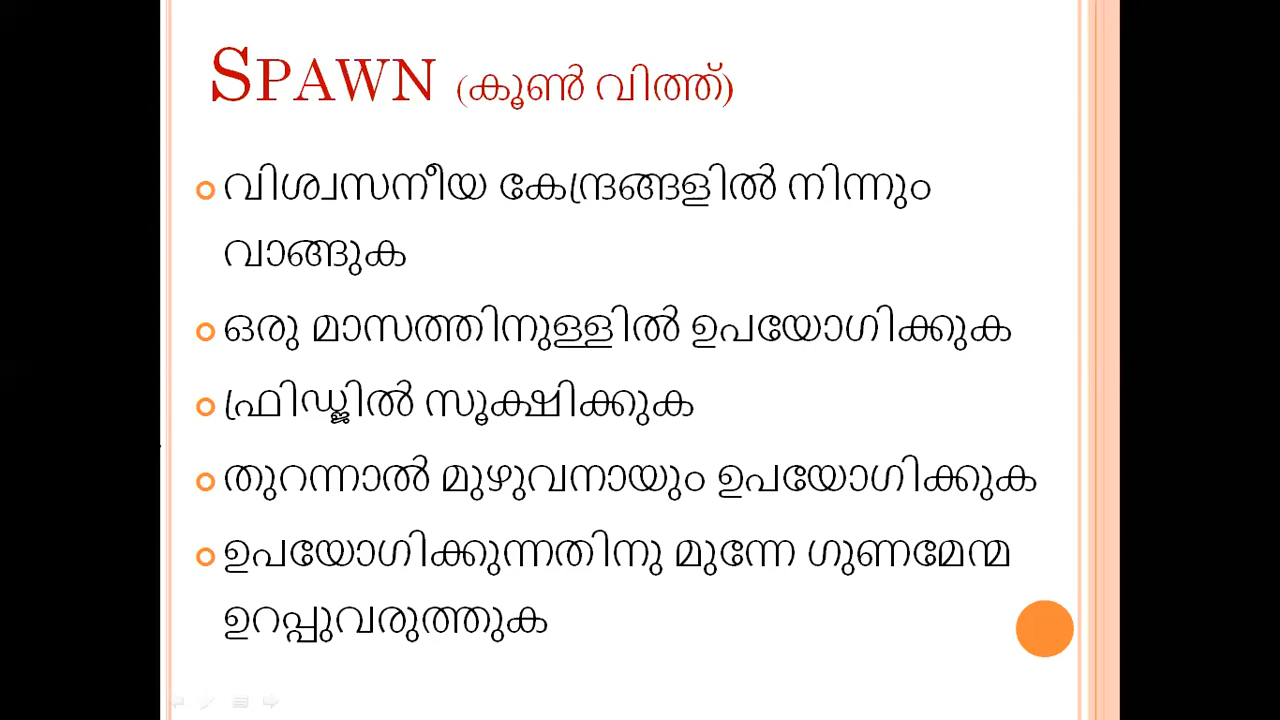 SPAWN (കൂൺ വിത്ത്)
വിശ്വസനീയ കേന്ദ്രങ്ങളിൽ നിന്നും
വാങ്ങുക
ഒരു മാസത്തിനുള്ളിൽ ഉപയോഗിക്കുക
ഫ്രിഡ്ജിൽ സൂക്ഷിക്കുക
തുറന്നാൽ മുഴുവനായും ഉപയോഗിക്കുക
ഉപയോഗിക്കുന്നതിനു മുന്നേ ഗുണമേന്മ
ഉറപ്പുവരുത്തുക